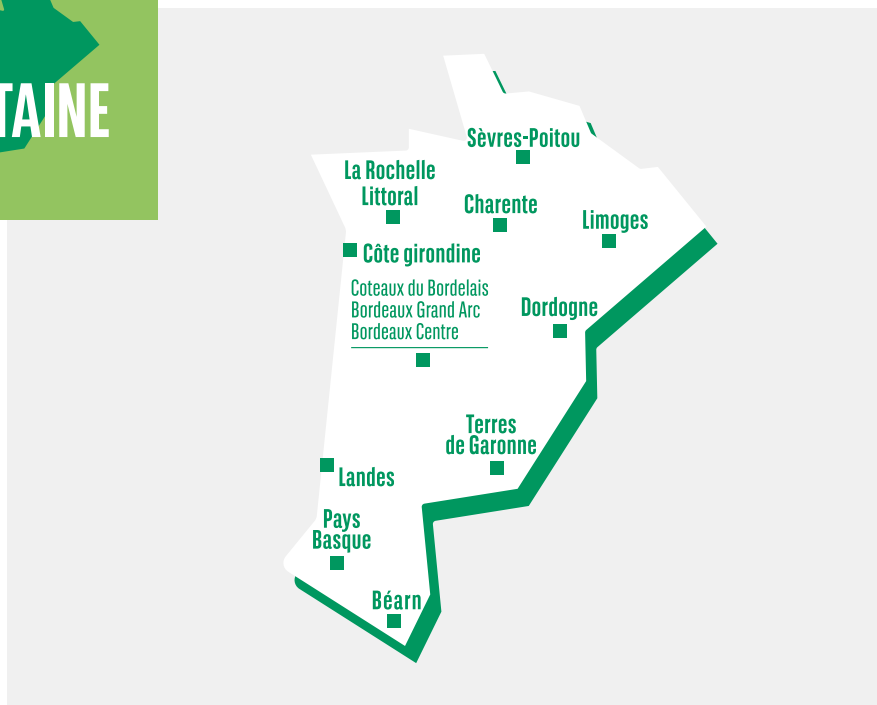 TAINE
Sèvres-Poitou
La Rochelle
Littoral
Charente
Limoges
Côte girondine
Coteaux du Bordelais
Bordeaux Grand Arc
Bordeaux Centre
Dordogne
Terres
de Garonne
Landes
Pays
Basque
Béarn